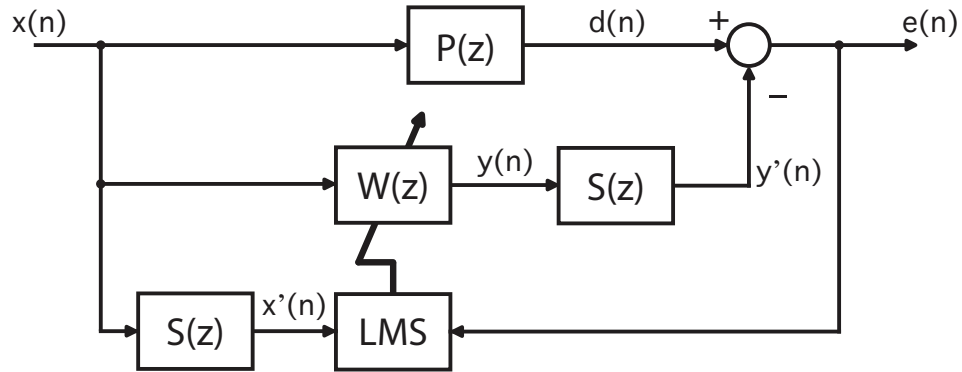 x(n)
P(z)
d(n)
+
e(n)
−
W(z)
y(n)
S(z)
y'(n)
S(z)
x'(n)
LMS